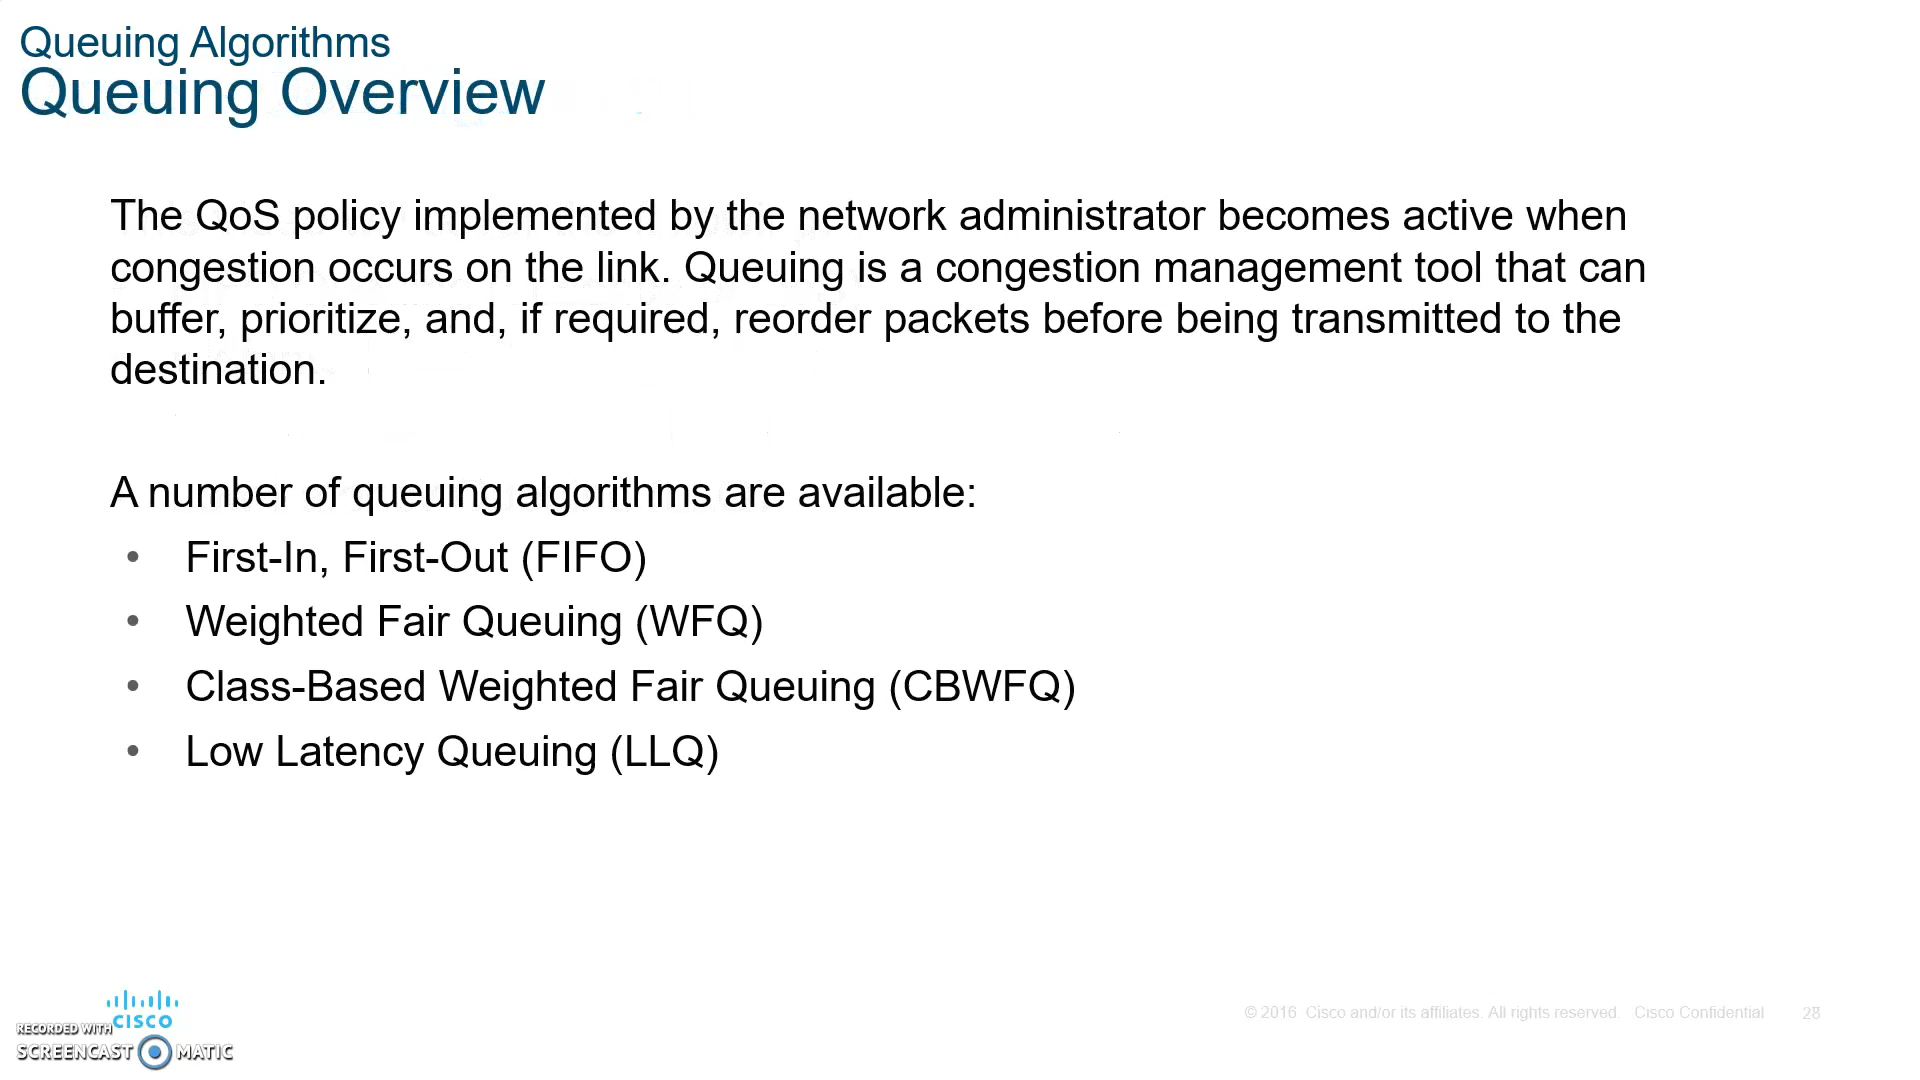 Queuing Algorithms
Queuing Overview
The QoS policy implemented by the network administrator becomes active when
congestion occurs on the link. Queuing is a congestion management tool that can
buffer, prioritize, and, if required, reorder packets before being transmitted to the
destination.
A number of queuing algorithms are available:
• First-In, First-Out (FIFO)
• Weighted Fair Queuing (WFQ)
• Class-Based Weighted Fair Queuing (CBWFQ)
• Low Latency Queuing (LLQ)
CISCO
RECORDED WITH
SCREENCAST MATIC
© 2016 Cisco and/or its affiliates. All rights reserved. Cisco Confidential 28